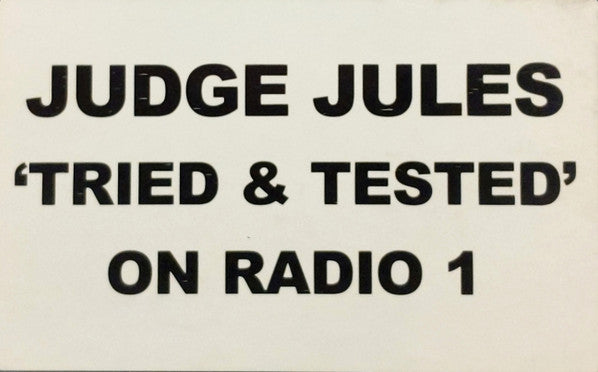 JUDGE JULES
‘TRIED & TESTED’
ON RADIO 1